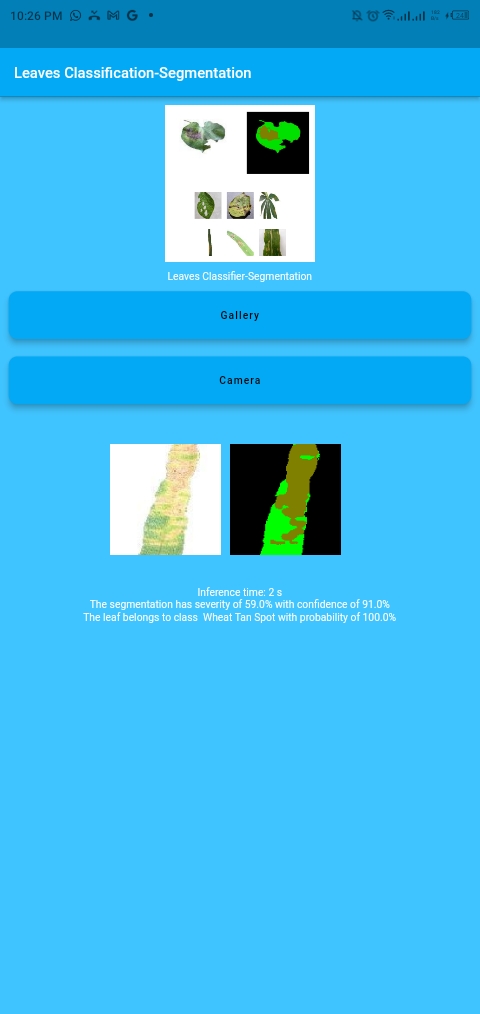 10:26 PM
Leaves Classification-Segmentation
Leaves Classifier-Segmentation
Gallery
Camera
Inference time: 2 s
The segmentation has severity of 59.0% with confidence of 91.0%
The leaf belongs to class  Wheat Tan Spot with probability of 100.0%